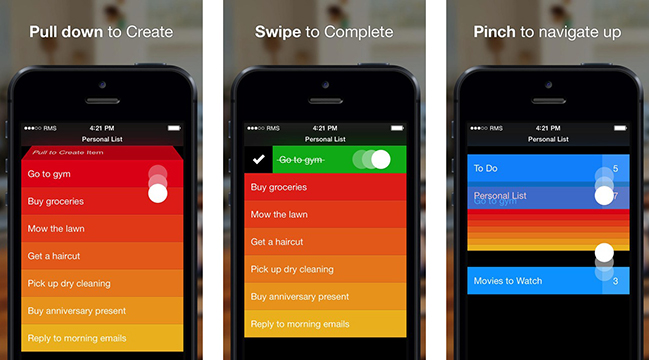 Pull down to Create
RMS 4:21 PM
Personal List
Pull to Create Item
Go to gym
Buy groceries
Mow the lawn
Get a haircut
Pick up dry cleaning
Buy anniversary present
Reply to morning emails
Swipe to Complete
RMS 4:21 PM
Personal List
Go to gym
Buy groceries
Mow the lawn
Get a haircut
Pick up dry cleaning
Buy anniversary present
Reply to morning emails
Pinch to navigate up
RMS 4:21 PM
Personal List
To Do 5
Personal List 7
Go to gym
Movies to Watch 3